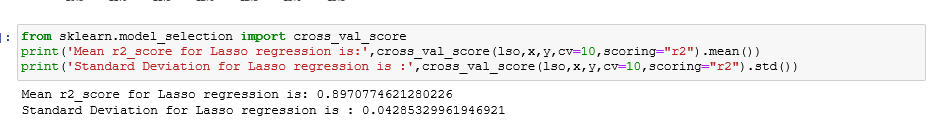 ]:
from sklearn.model_selection import cross_val_score
print('Mean r2_score for Lasso regression is:',cross_val_score(lso,x,y,cv=10,scoring="r2").mean())
print('Standard Deviation for Lasso regression is :',cross_val_score(lso,x,y,cv=10,scoring="r2").std())
Mean r2_score for Lasso regression is: 0.8970774621280226
Standard Deviation for Lasso regression is : 0.04285329961946921